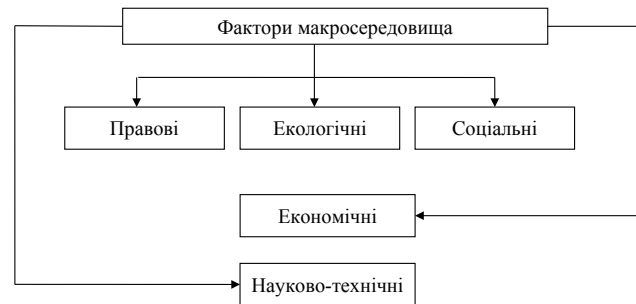 Фактори макросередовища
Правові
Екологічні
Соціальні
Економічні
Науково-технічні